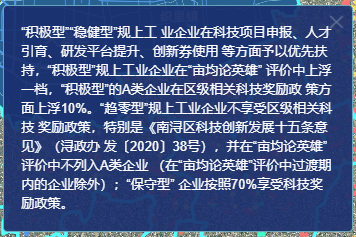 “积极型”“稳健型”规上工 业企业在科技项目申报、人才
引育、研发平台提升、创新券使用 等方面予以优先扶
持，“积极型”规上工业企业在“亩均论英雄” 评价中上浮
一档，“积极型”的A类企业在区级相关科技奖励政 策方
面上浮10%。“趋零型”规上工业企业不享受区级相关科
技 奖励政策，特别是《南浔区科技创新发展十五条意
见》（浔政办 发〔2020〕38号），并在“亩均论英雄”
评价中不列入A类企业 （在“亩均论英雄”评价中过渡期
内的企业除外）；“保守型” 企业按照70%享受科技奖
励政策。